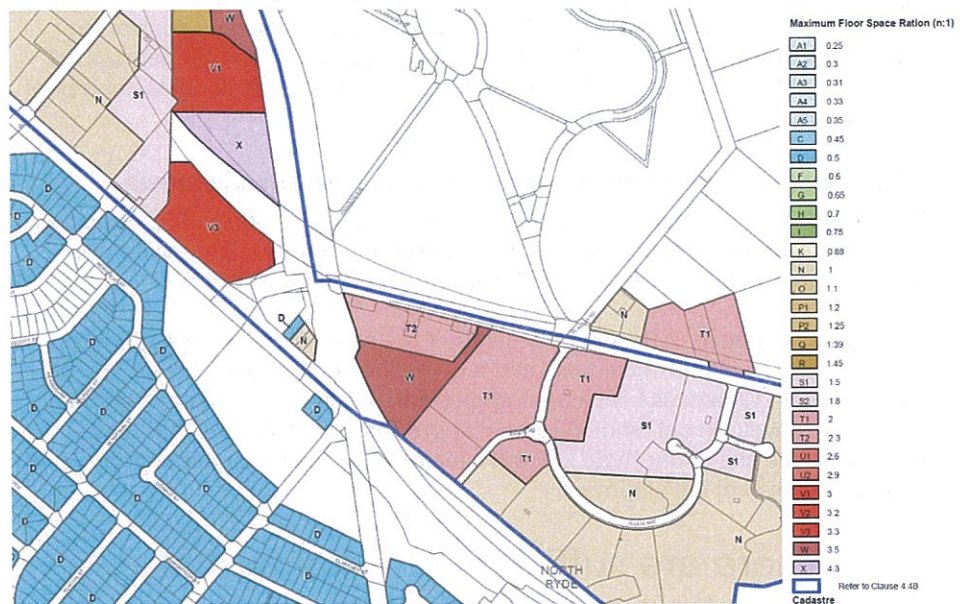 Maximum Floor Space Ration (n:1)
A1 0.25
A2 0.3
A3 0.31
A4 0.33
A5 0.35
C 0.45
D 0.5
F 0.6
G 0.65
H 0.7
I 0.75
K 0.88
N 1
O 1.1
P1 1.2
P2 1.25
Q 1.39
R 1.45
S1 1.5
S2 1.8
T1 2
T2 2.3
U1 2.6
U2 2.9
V1 3
V2 3.2
V3 3.3
W 3.5
X 4.3
Refer to Clause 4.4B
Cadastre
W
V1
N
S1
X
D
V3
D
D
D
D
N
T2
N
T1
W
T1
T1
D
D
S1
S1
T1
S1
D
D
D
D
N
D
D
D
D
N
D
D
D
D
NORTH
RYDE